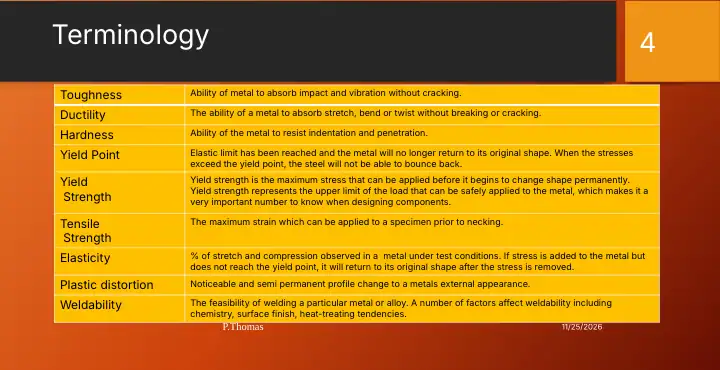 Terminology
4
Toughness
Ability of metal to absorb impact and vibration without cracking.
Ductility
The ability of a metal to absorb stretch, bend or twist without breaking or cracking.
Hardness
Ability of the metal to resist indentation and penetration.
Yield Point
Elastic limit has been reached and the metal will no longer return to its original shape. When the stresses
exceed the yield point, the steel will not be able to bounce back.
Yield
Strength
Yield strength is the maximum stress that can be applied before it begins to change shape permanently.
Yield strength represents the upper limit of the load that can be safely applied to the metal, which makes it a
very important number to know when designing components.
Tensile
Strength
The maximum strain which can be applied to a specimen prior to necking.
Elasticity
% of stretch and compression observed in a metal under test conditions. If stress is added to the metal but
does not reach the yield point, it will return to its original shape after the stress is removed.
Plastic distortion
Noticeable and semi permanent profile change to a metals external appearance.
Weldability
The feasibility of welding a particular metal or alloy. A number of factors affect weldability including
chemistry, surface finish, heat-treating tendencies.
P.Thomas
11/25/2026